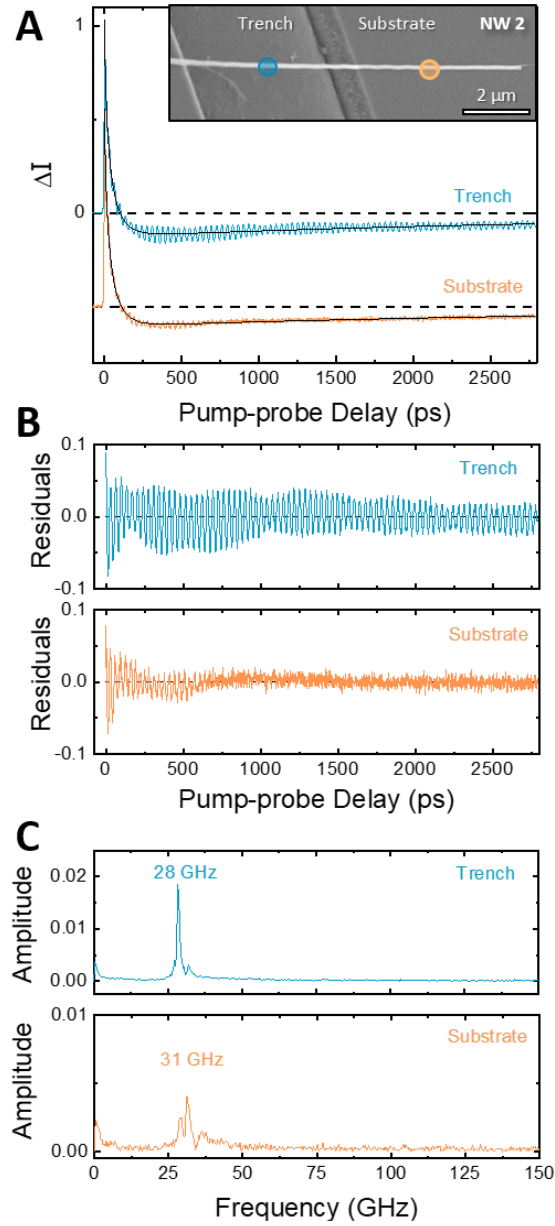 A
Trench
Substrate
NW 2
2 μm
1
0
ΔI
Trench
Substrate
0
500
1000
1500
2000
2500
Pump-probe Delay (ps)
B
0.1
0.0
-0.1
Residuals
Trench
0.1
0.0
-0.1
Residuals
Substrate
0
500
1000
1500
2000
2500
Pump-probe Delay (ps)
C
0.02
0.01
0.00
Amplitude
28 GHz
Trench
0.01
0.00
Amplitude
31 GHz
Substrate
0
25
50
75
100
125
150
Frequency (GHz)